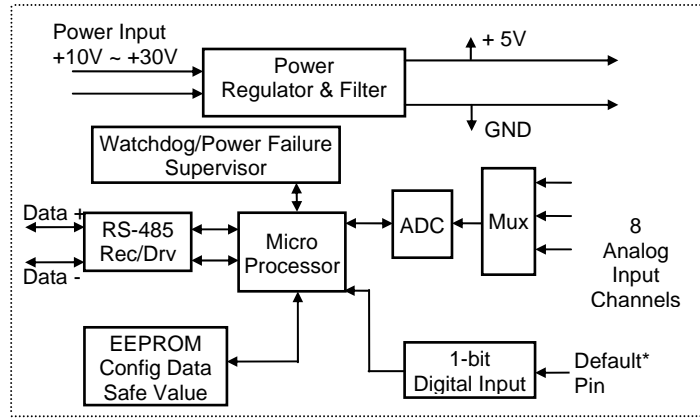 Power Input
+10V ~ +30V
Power
Regulator & Filter
+ 5V
GND
Watchdog/Power Failure
Supervisor
Data +
Data -
RS-485
Rec/Drv
Micro
Processor
ADC
Mux
8
Analog
Input
Channels
EEPROM
Config Data
Safe Value
1-bit
Digital Input
Default*
Pin